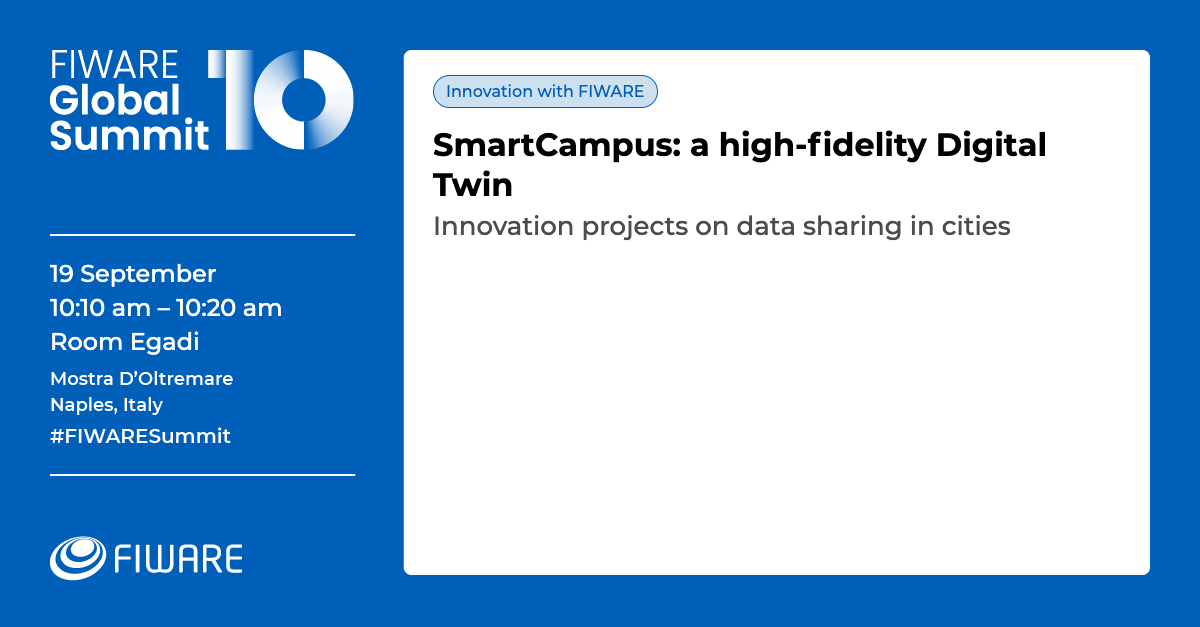 FIWARE
Global
Summit
10
19 September
10:10 am – 10:20 am
Room Egadi
Mostra D’Oltremare
Naples, Italy
#FIWARESummit
FIWARE
Innovation with FIWARE
SmartCampus: a high-fidelity Digital
Twin
Innovation projects on data sharing in cities